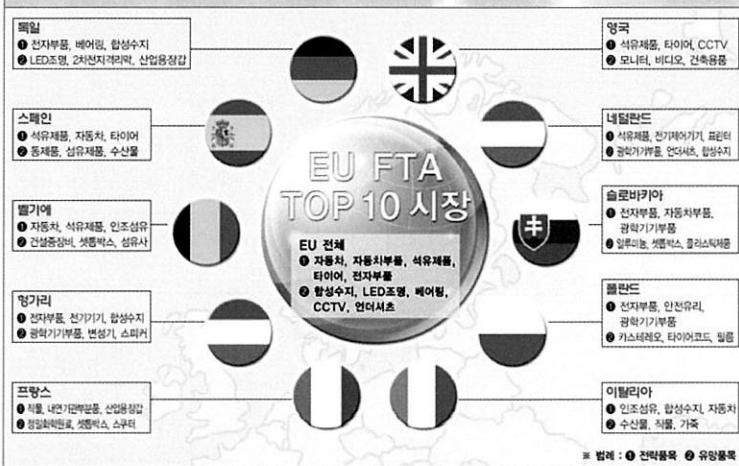 독일
❶ 전자부품, 베어링, 합성수지
❷ LED조명, 2차전지격리막, 산업용장갑
영국
❶ 석유제품, 타이어, CCTV
❷ 모니터, 비디오, 건축용품
스페인
❶ 석유제품, 자동차, 타이어
❷ 동제품, 섬유제품, 수산물
네덜란드
❶ 석유제품, 전기제어기기, 프린터
❷ 광학기기부품, 언더셔츠, 합성수지
벨기에
❶ 자동차, 석유제품, 인조섬유
❷ 건설중장비, 셋톱박스, 섬유사
슬로바키아
❶ 전자부품, 자동차부품,
광학기기부품
❷ 알루미늄, 셋톱박스, 플라스틱제품
헝가리
❶ 전자부품, 전기기기, 합성수지
❷ 광학기기부품, 변성기, 스피커
폴란드
❶ 전자부품, 안전유리,
광학기기부품
❷ 카스테레오, 타이어코드, 필름
프랑스
❶ 직물, 내연기관부분품, 산업용장갑
❷ 정밀화학원료, 셋톱박스, 스쿠터
이탈리아
❶ 인조섬유, 합성수지, 자동차
❷ 수산물, 직물, 가죽
EU FTA
TOP 10 시장
EU 전체
❶ 자동차, 자동차부품, 석유제품,
타이어, 전자부품
❷ 합성수지, LED조명, 베어링,
CCTV, 언더셔츠
※ 범례 : ❶ 전략품목 ❷ 유망품목